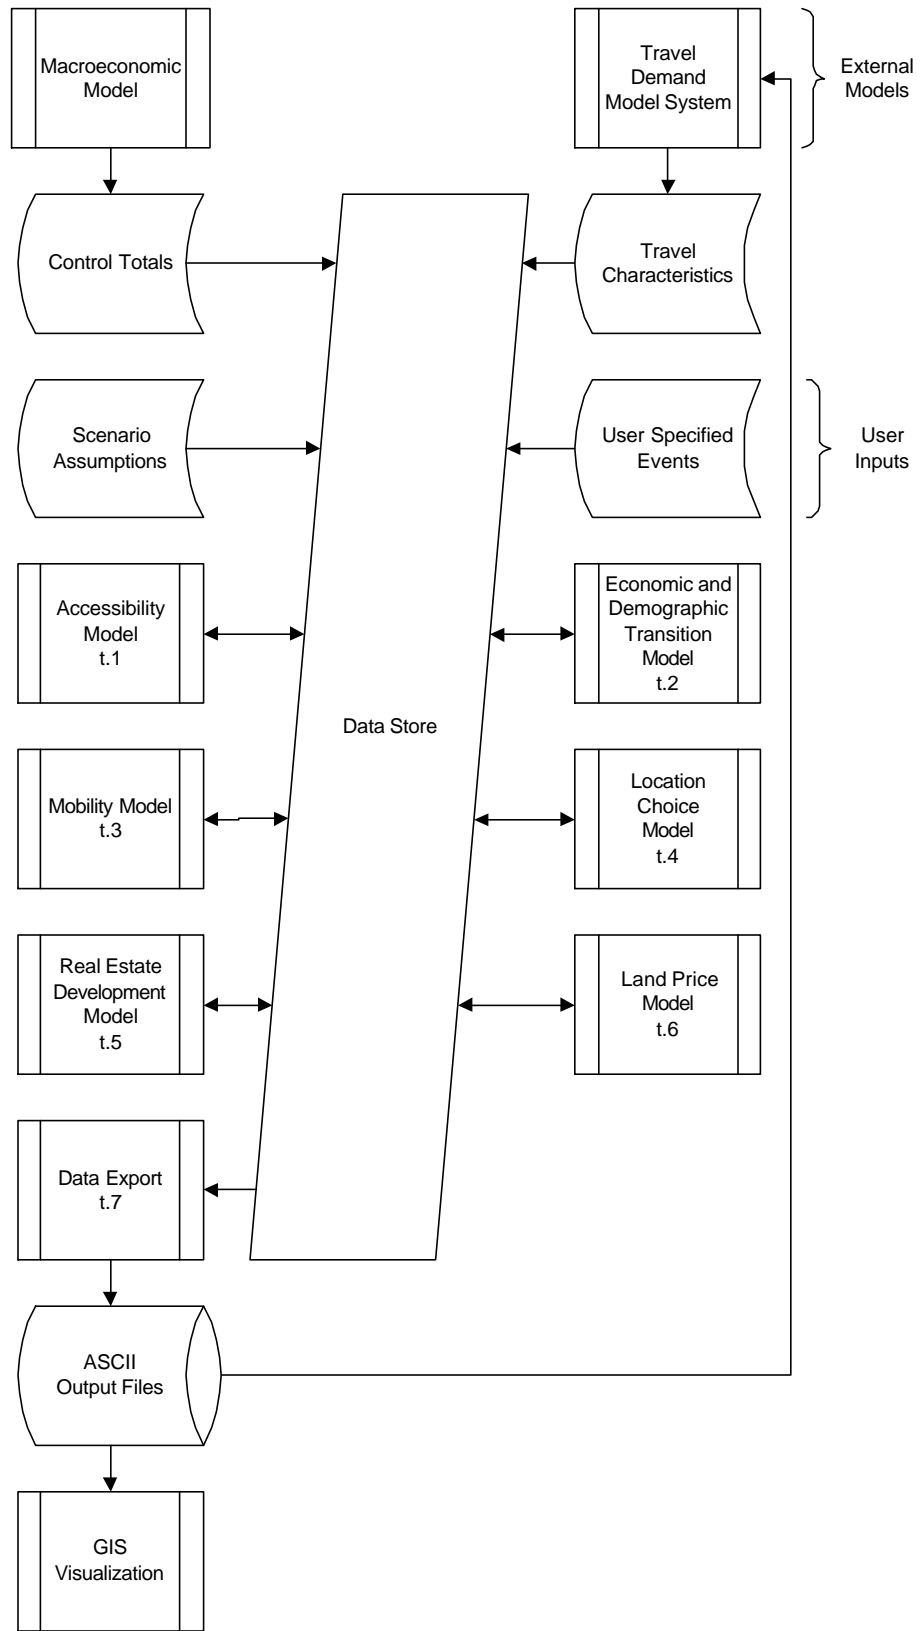 Macroeconomic
Model
Travel
Demand
Model System
External
Models
Control Totals
Travel
Characteristics
Scenario
Assumptions
User Specified
Events
User
Inputs
Accessibility
Model
t.1
Economic and
Demographic
Transition
Model
t.2
Data Store
Mobility Model
t.3
Location
Choice
Model
t.4
Real Estate
Development
Model
t.5
Land Price
Model
t.6
Data Export
t.7
ASCII
Output Files
GIS
Visualization